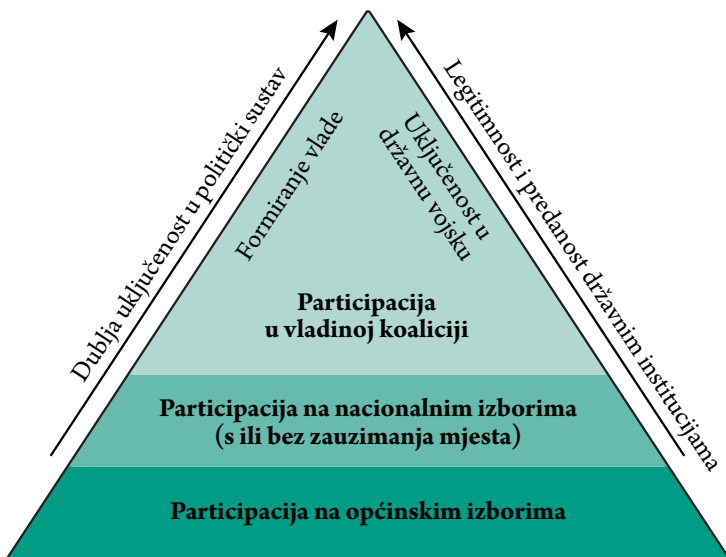 Dublja uključenost u politički sustav
Legitimnost i predanost državnim institucijama
Formiranje vlade
Uključenost u
državnu vojsku
Participacija
u vladinoj koaliciji
Participacija na nacionalnim izborima
(s ili bez zauzimanja mjesta)
Participacija na općinskim izborima